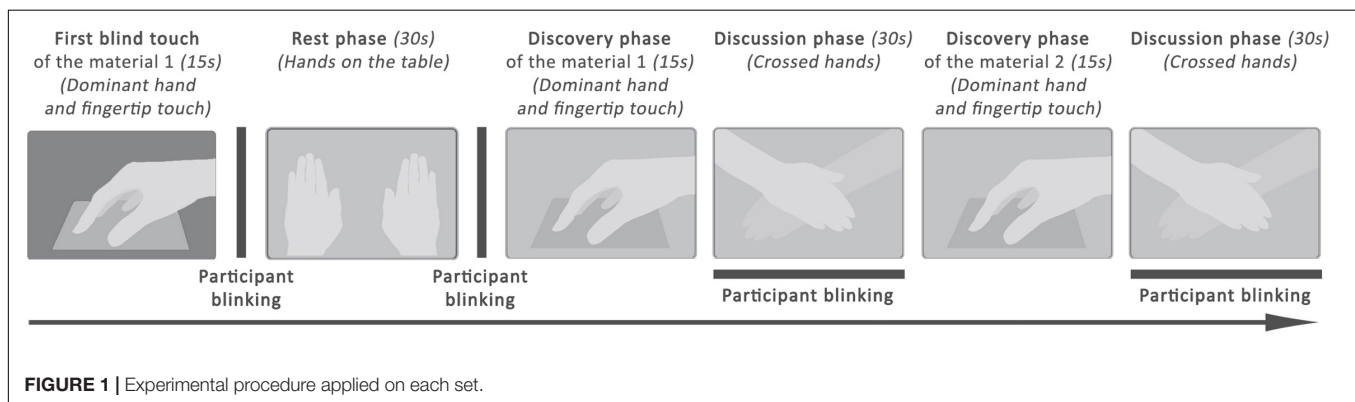 First blind touch
of the material 1 (15s)
(Dominant hand
and fingertip touch)
Rest phase (30s)
(Hands on the table)
Discovery phase
of the material 1 (15s)
(Dominant hand
and fingertip touch)
Discussion phase (30s)
(Crossed hands)
Discovery phase
of the material 2 (15s)
(Dominant hand
and fingertip touch)
Discussion phase (30s)
(Crossed hands)
Participant
blinking
Participant
blinking
Participant blinking
Participant blinking
FIGURE 1 | Experimental procedure applied on each set.